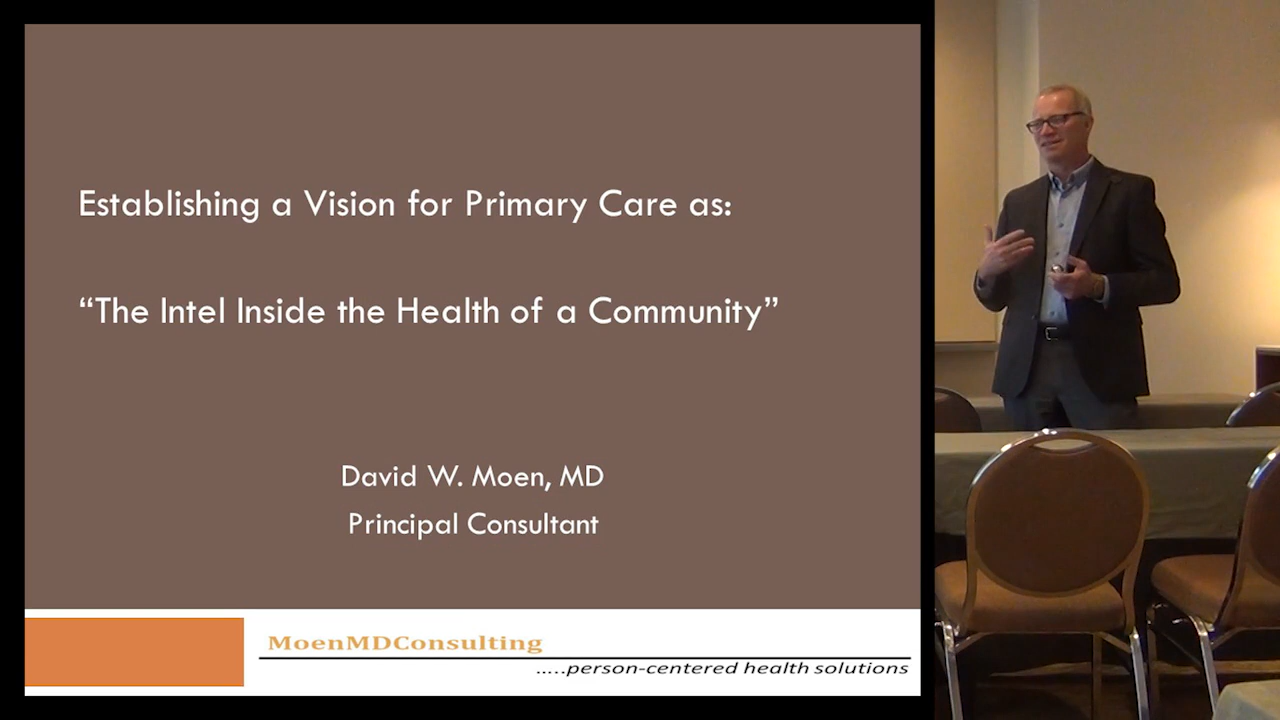 Establishing a Vision for Primary Care as:
“The Intel Inside the Health of a Community”
David W. Moen, MD
Principal Consultant
MoenMDConsulting
.....person-centered health solutions